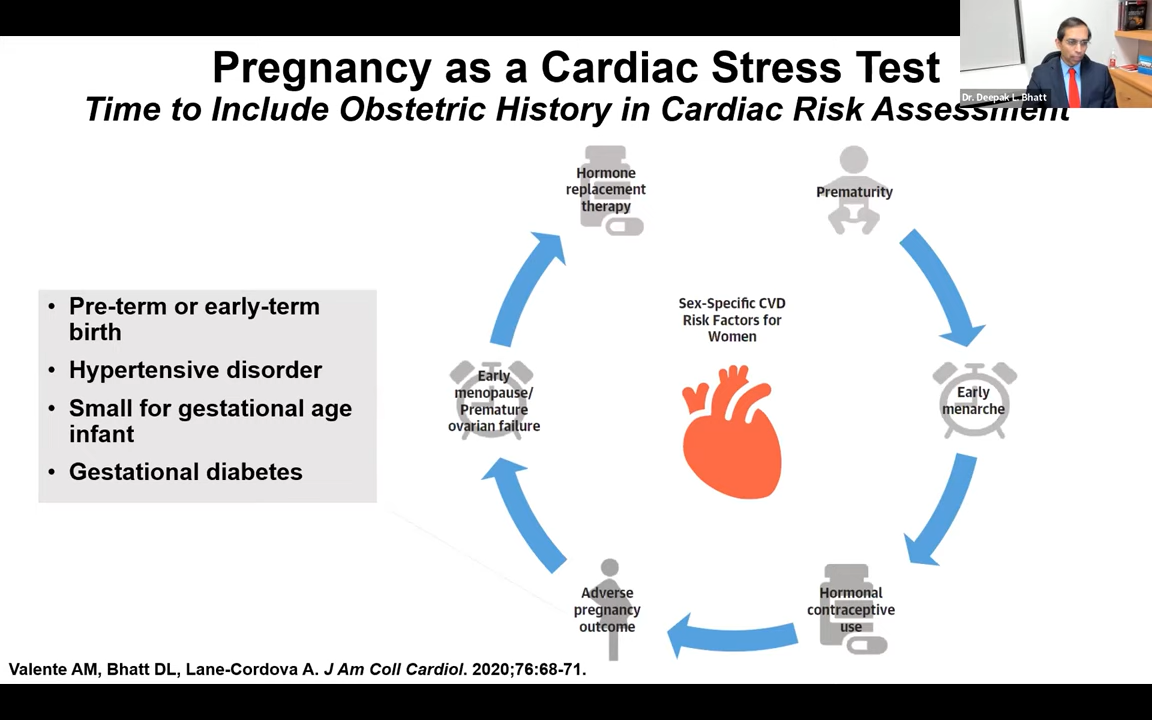 Pregnancy as a Cardiac Stress Test
Time to Include Obstetric History in Cardiac Risk Assessment
Dr. Deepak L. Bhatt
Hormone
replacement
therapy
Prematurity
Sex-Specific CVD
Risk Factors for
Women
• Pre-term or early-term
birth
• Hypertensive disorder
• Small for gestational age
infant
• Gestational diabetes
Early
menopause/
Premature
ovarian failure
Early
menarche
Adverse
pregnancy
outcome
Hormonal
contraceptive
use
Valente AM, Bhatt DL, Lane-Cordova A. J Am Coll Cardiol. 2020;76:68-71.